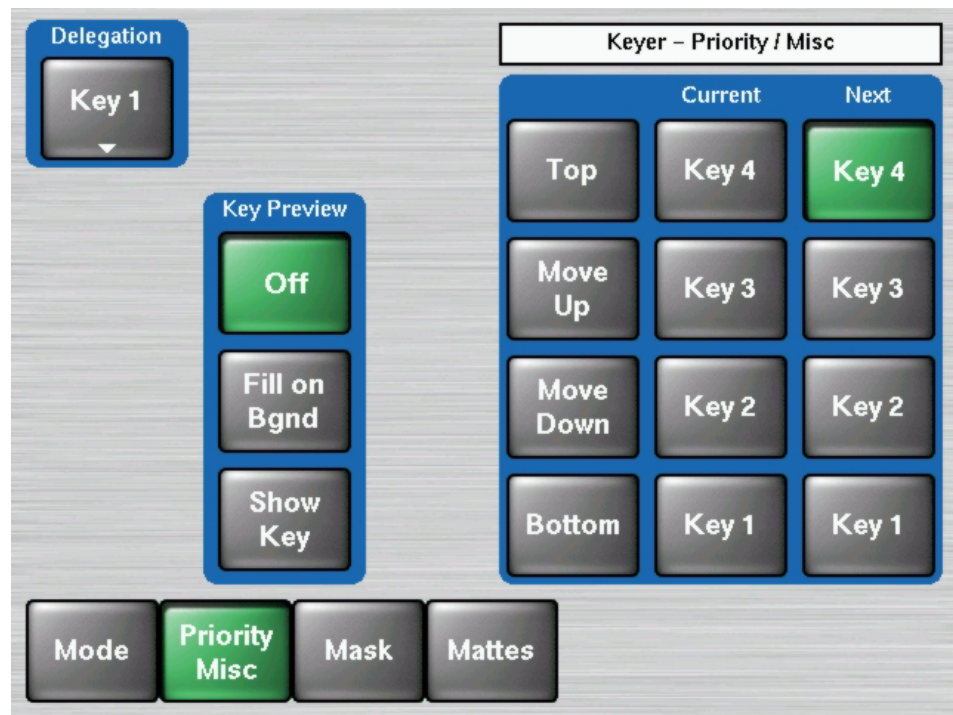 Delegation
Key 1
Keyer – Priority / Misc
Current Next
Top Key 4 Key 4
Key Preview
Off
Move
Up
Key 3 Key 3
Fill on
Bgnd
Move
Down
Key 2 Key 2
Show
Key
Bottom Key 1 Key 1
Mode
Priority
Misc
Mask
Mattes